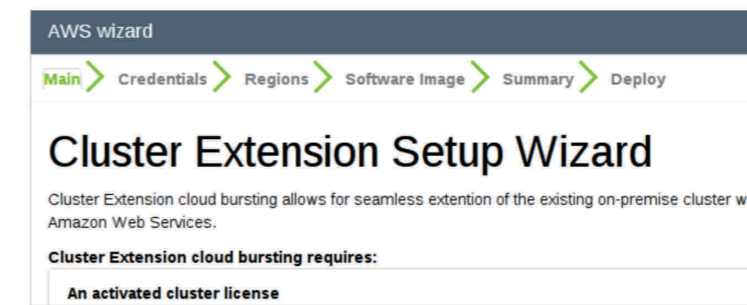 AWS wizard
Main Credentials Regions Software Image Summary Deploy
Cluster Extension Setup Wizard
Cluster Extension cloud bursting allows for seamless extention of the existing on-premise cluster
Amazon Web Services.
Cluster Extension cloud bursting requires:
An activated cluster license